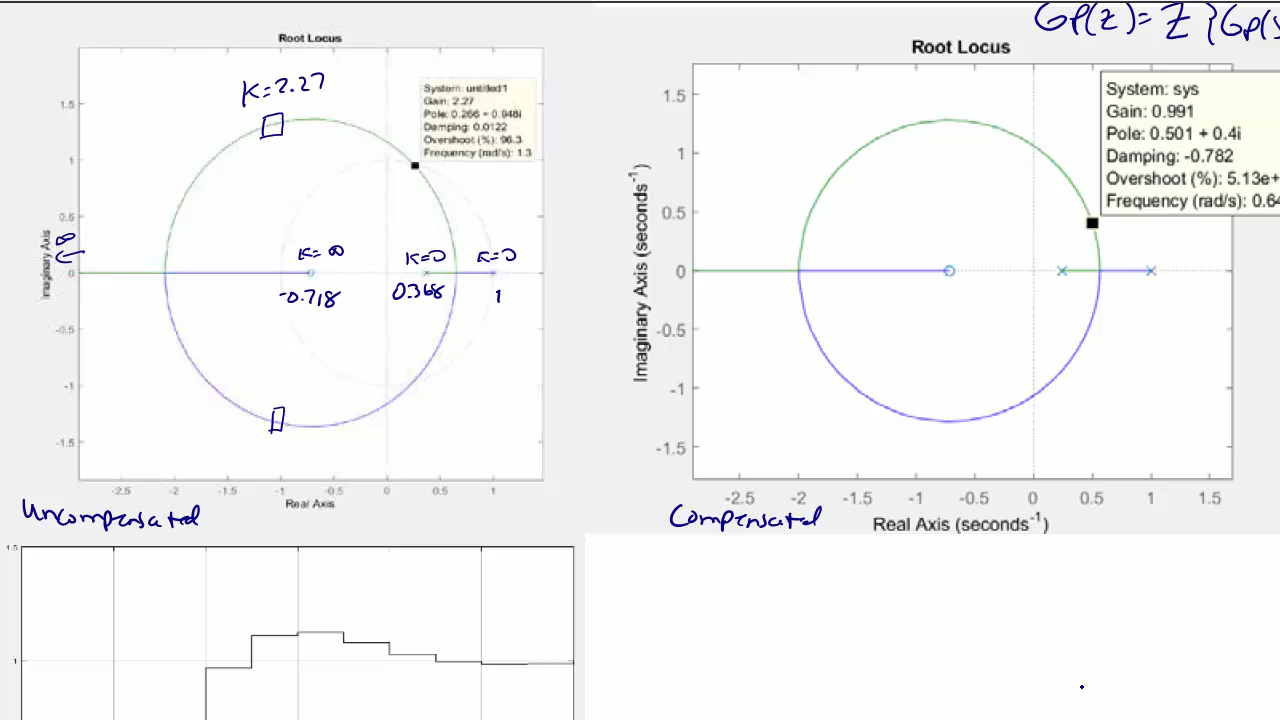 Gp(z)= Z {Gp(s
Root Locus
K=2.27
System: untitled1
Gain: 2.27
Pole: 0.266 + 0.948i
Damping: 0.0122
Overshoot (%): 96.3
Frequency (rad/s): 1.3
1.5
1
0.5
0
-0.5
-1
-1.5
∞
←
K=∞
K=0
K=0
-0.718
0.368
1
Imaginary Axis
-2.5 -2 -1.5 -1 -0.5 0 0.5 1
Real Axis
Uncompensated
Root Locus
System: sys
Gain: 0.991
Pole: 0.501 + 0.4i
Damping: -0.782
Overshoot (%): 5.13e+
Frequency (rad/s): 0.64
1.5
1
0.5
0
-0.5
-1
-1.5
Imaginary Axis (seconds-1)
-2.5 -2 -1.5 -1 -0.5 0 0.5 1 1.5
Real Axis (seconds-1)
Compensated
1.5
1